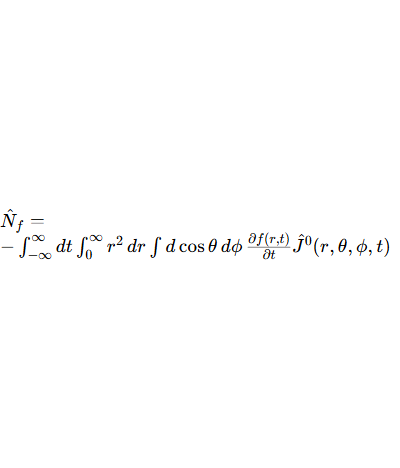 N̂_f =
− ∫_{−∞}^{∞} dt ∫_0^∞ r² dr ∫ d cos θ dϕ ∂f(r,t)/∂t Ĵ⁰(r, θ, ϕ, t)